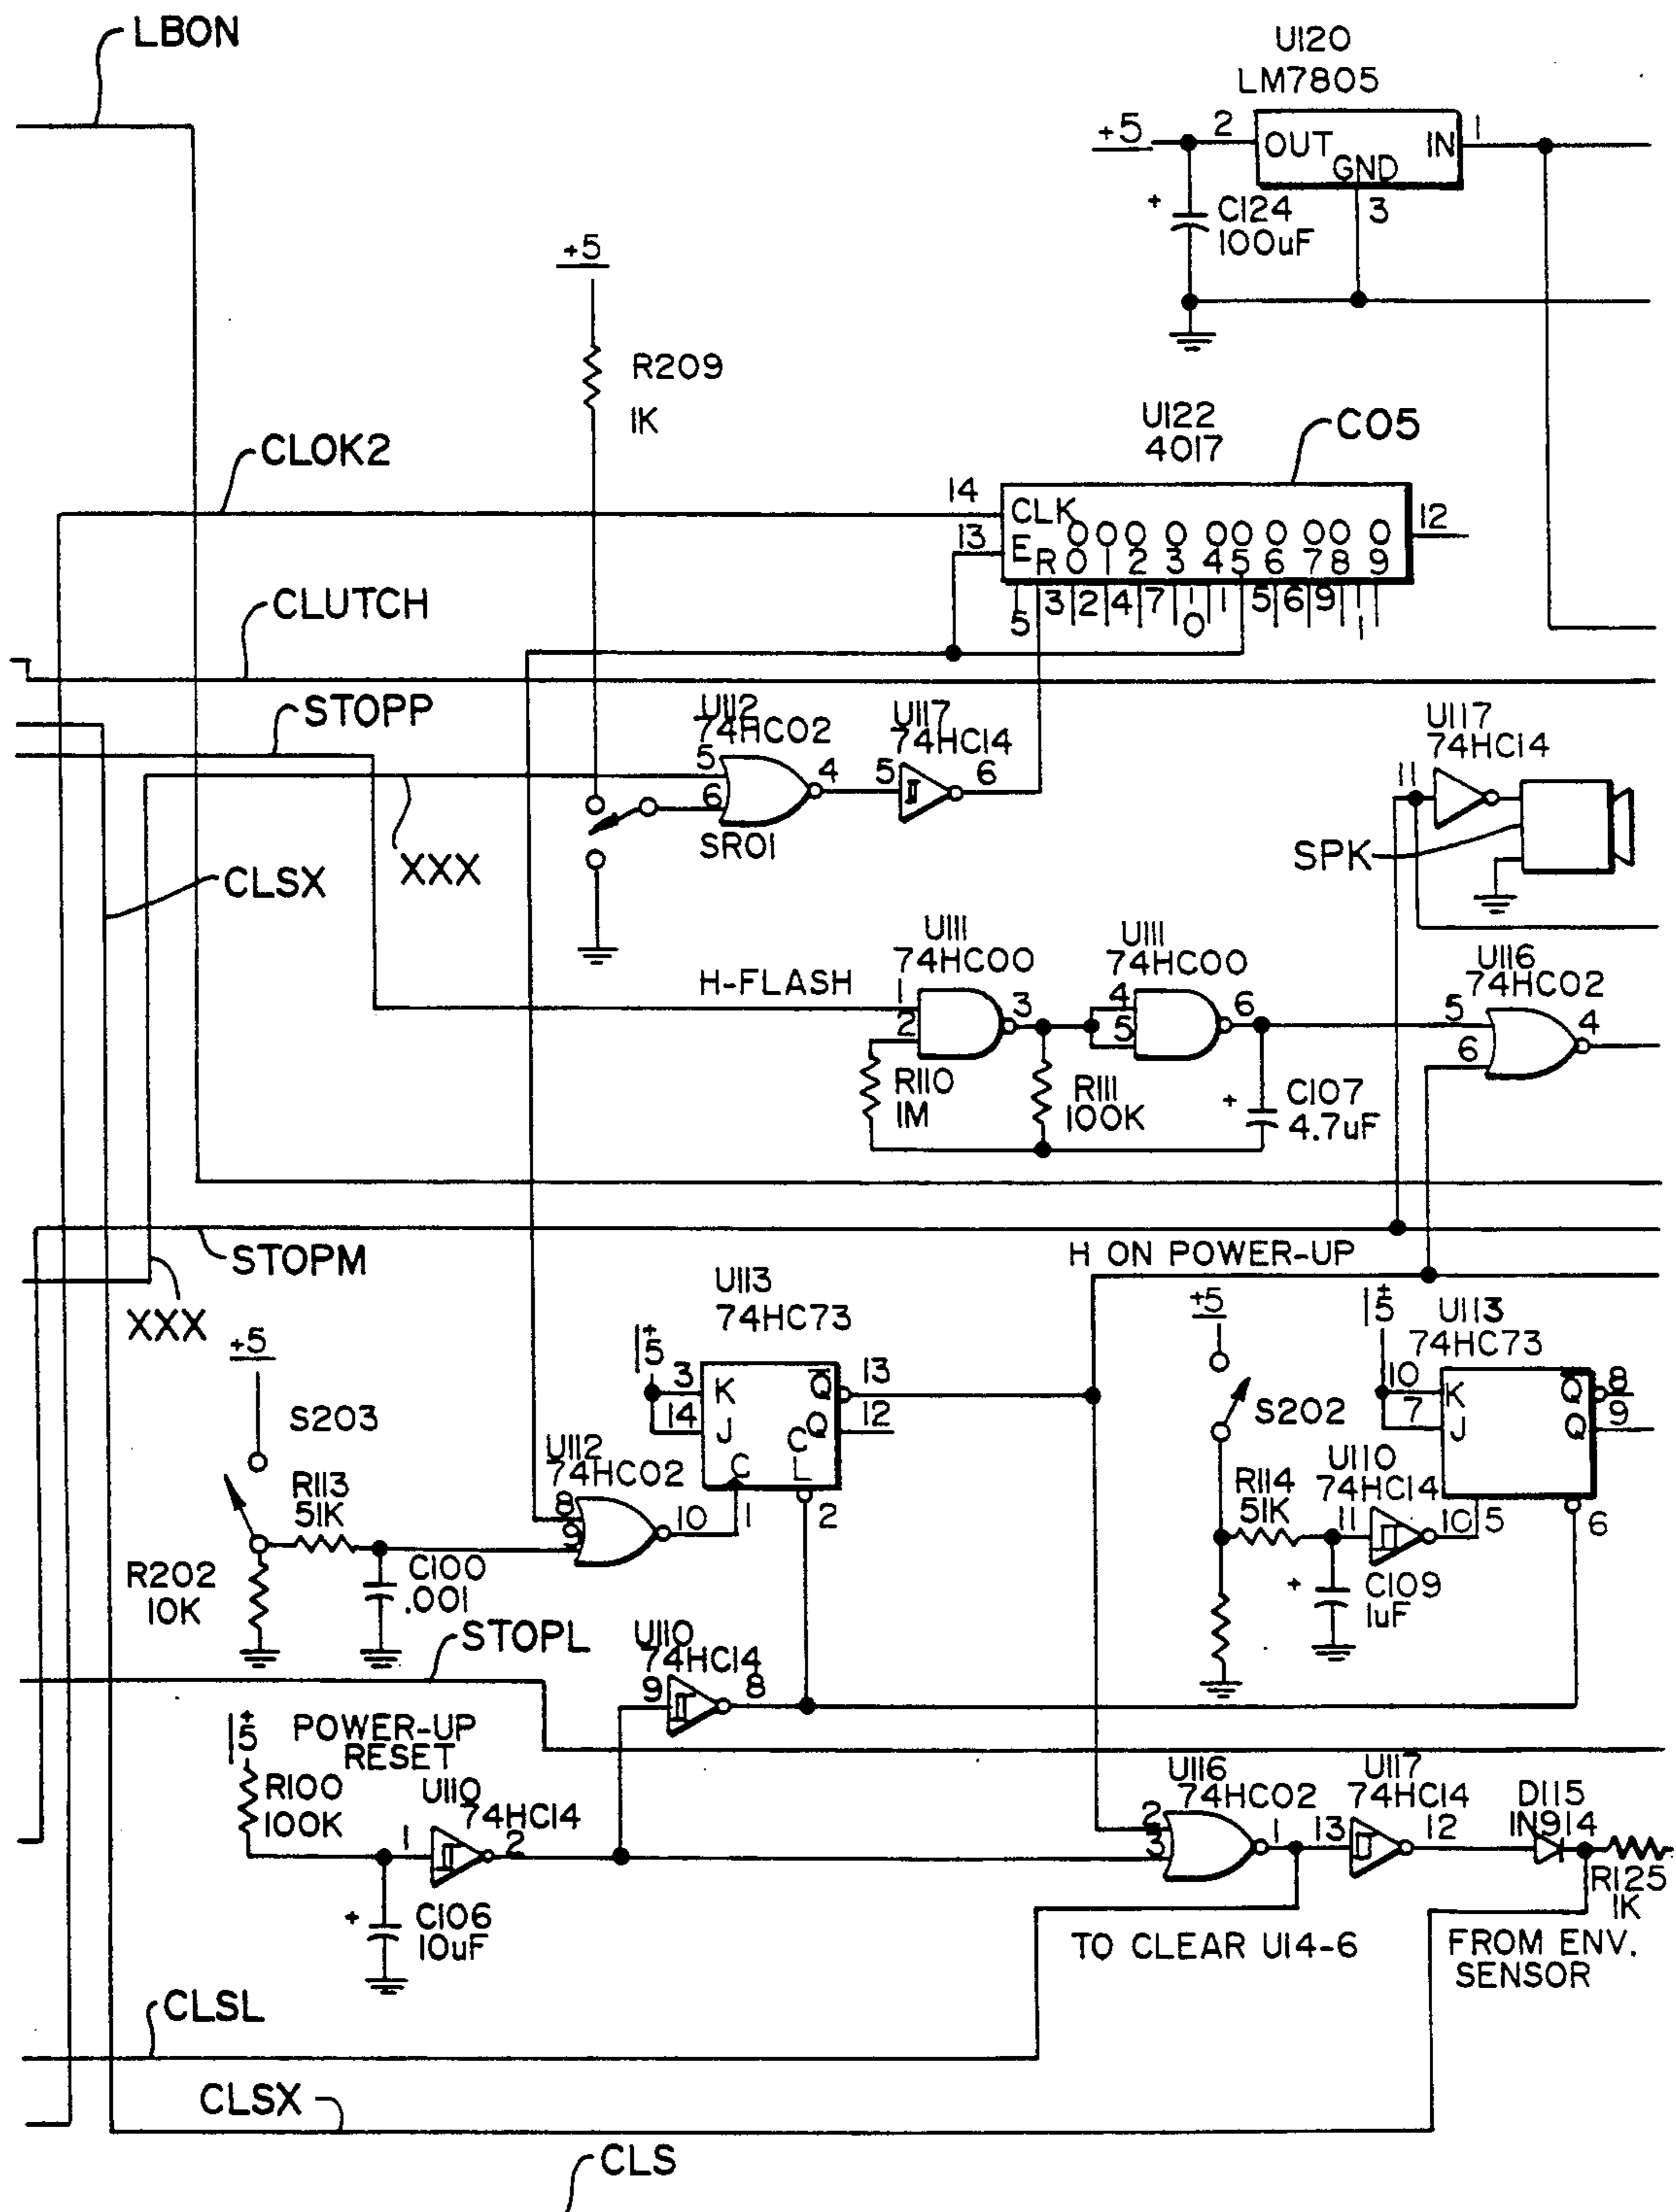 LBON
U120
LM7805
+5
2
OUT
IN
1
GND
3
+
C124
100uF
+5
R209
1K
U122
4017
CO5
CLOK2
14
CLK
13
E
R
O O O O O O O O O O
0 1 2 3 4 5 6 7 8 9
12
5
3
2
4
7
10
1
5
6
9
11
CLUTCH
STOPP
U112
74HC02
5
6
4
U117
74HC14
5
6
U117
74HC14
11
SR01
SPK
XXX
CLSX
U111
74HC00
U111
74HC00
U116
74HC02
H-FLASH
1
2
3
4
5
6
5
6
4
R110
1M
R111
100K
+
C107
4.7uF
STOPM
H ON POWER-UP
XXX
U113
74HC73
+5
3
K
14
J
Q
13
Q
12
C
CL
1
2
+5
S202
+5
U113
74HC73
10
K
7
J
Q
8
Q
9
+5
S203
U112
74HC02
8
9
10
R113
51K
R202
10K
C100
.001
R114
51K
U110
74HC14
11
10
5
6
+
C109
1uF
STOPL
U110
74HC14
9
8
+5
POWER-UP
RESET
R100
100K
U110
74HC14
1
2
+
C106
10uF
U116
74HC02
2
3
1
U117
74HC14
13
12
D115
1N914
R125
1K
TO CLEAR U14-6
FROM ENV.
SENSOR
CLSL
CLSX
CLS